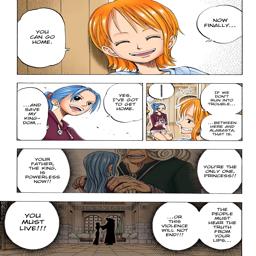 NOW
FINALLY...
YOU
CAN GO
HOME.
IF WE
DON'T RUN
INTO
TROUBLE...
...BETWEEN
HERE AND
ALABASTA,
THAT IS.
YES,
I'VE GOT
TO GET
HOME.
...AND
SAVE
MY
KING-
DOM...
YOU'RE THE
ONLY ONE,
PRINCESS!!
YOUR
FATHER,
THE KING,
IS
POWERLESS
NOW!!
THE
PEOPLE
MUST
HEAR THE
TRUTH
FROM
YOUR
LIPS...
...OR
THIS
VIOLENCE
WILL
NOT
END!!!
YOU
MUST
LIVE!!!